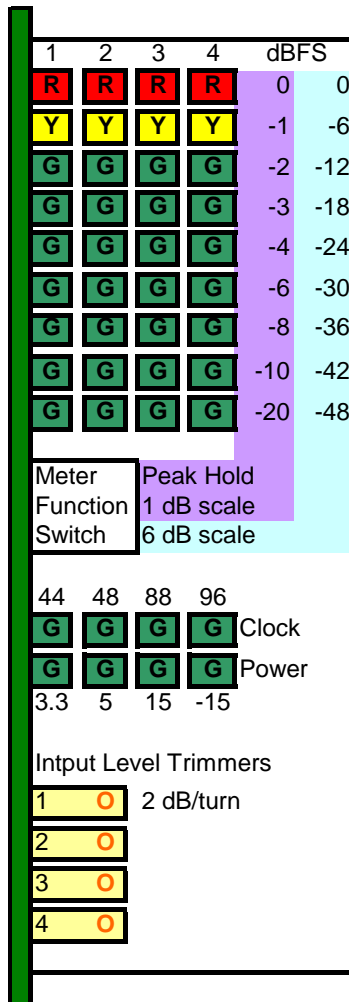 1 2 3 4 dBFS
R R R R 0 0
Y Y Y Y -1 -6
G G G G -2 -12
G G G G -3 -18
G G G G -4 -24
G G G G -6 -30
G G G G -8 -36
G G G G -10 -42
G G G G -20 -48
Meter Peak Hold
Function 1 dB scale
Switch 6 dB scale
44 48 88 96
G G G G Clock
G G G G Power
3.3 5 15 -15
Intput Level Trimmers
1 O 2 dB/turn
2 O
3 O
4 O